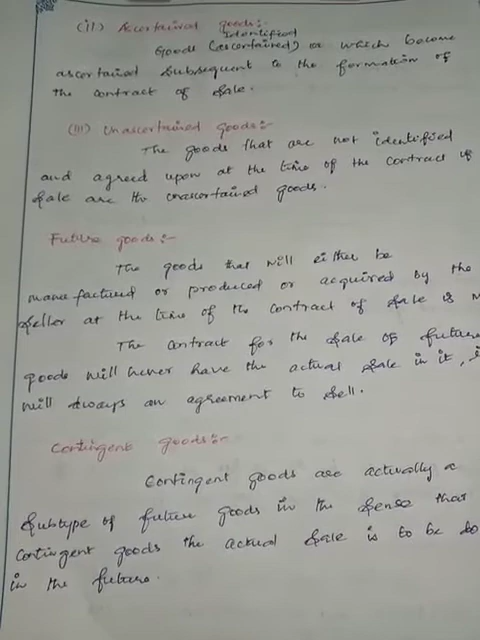 (ii) Ascertained goods:-
Identified
Goods (ascertained) or which become
ascertained subsequent to the formation of
the contract of sale.
(iii) Unascertained goods:-
The goods that are not identified
and agreed upon at the time of the contract of
sale are the unascertained goods.
Future goods:-
The goods that will either be
manufactured or produced or acquired by the
seller at the time of the contract of sale is
The contract for the sale of future
goods will never have the actual sale in it, i
will always an agreement to sell.
Contingent goods:-
Contingent goods are actually a
subtype of future goods in the sense that
contingent goods the actual sale is to be do
in the future.